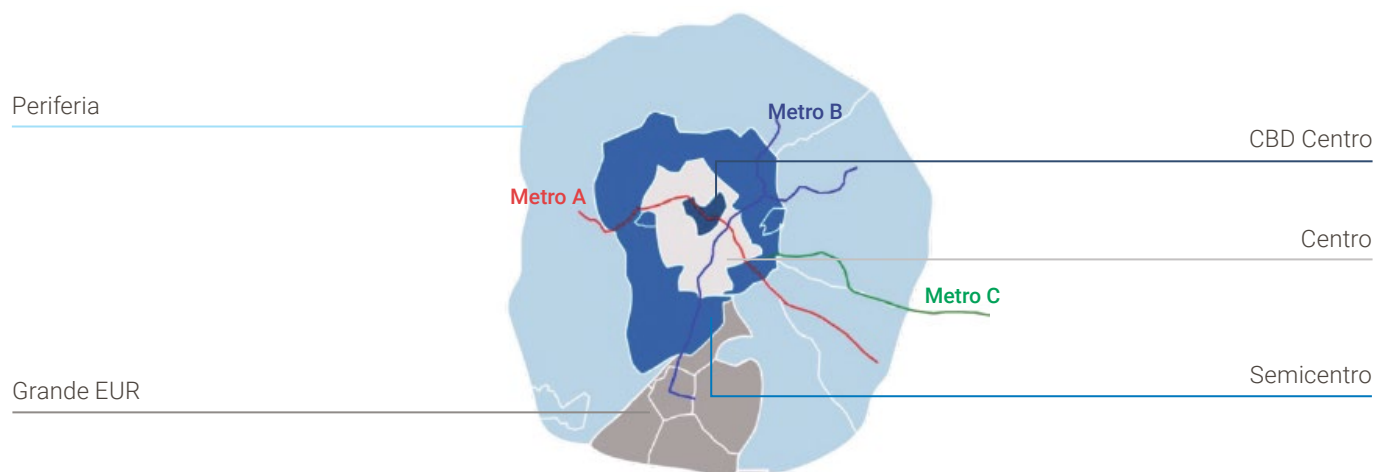 Periferia
Metro B
CBD Centro
Metro A
Centro
Metro C
Semicentro
Grande EUR